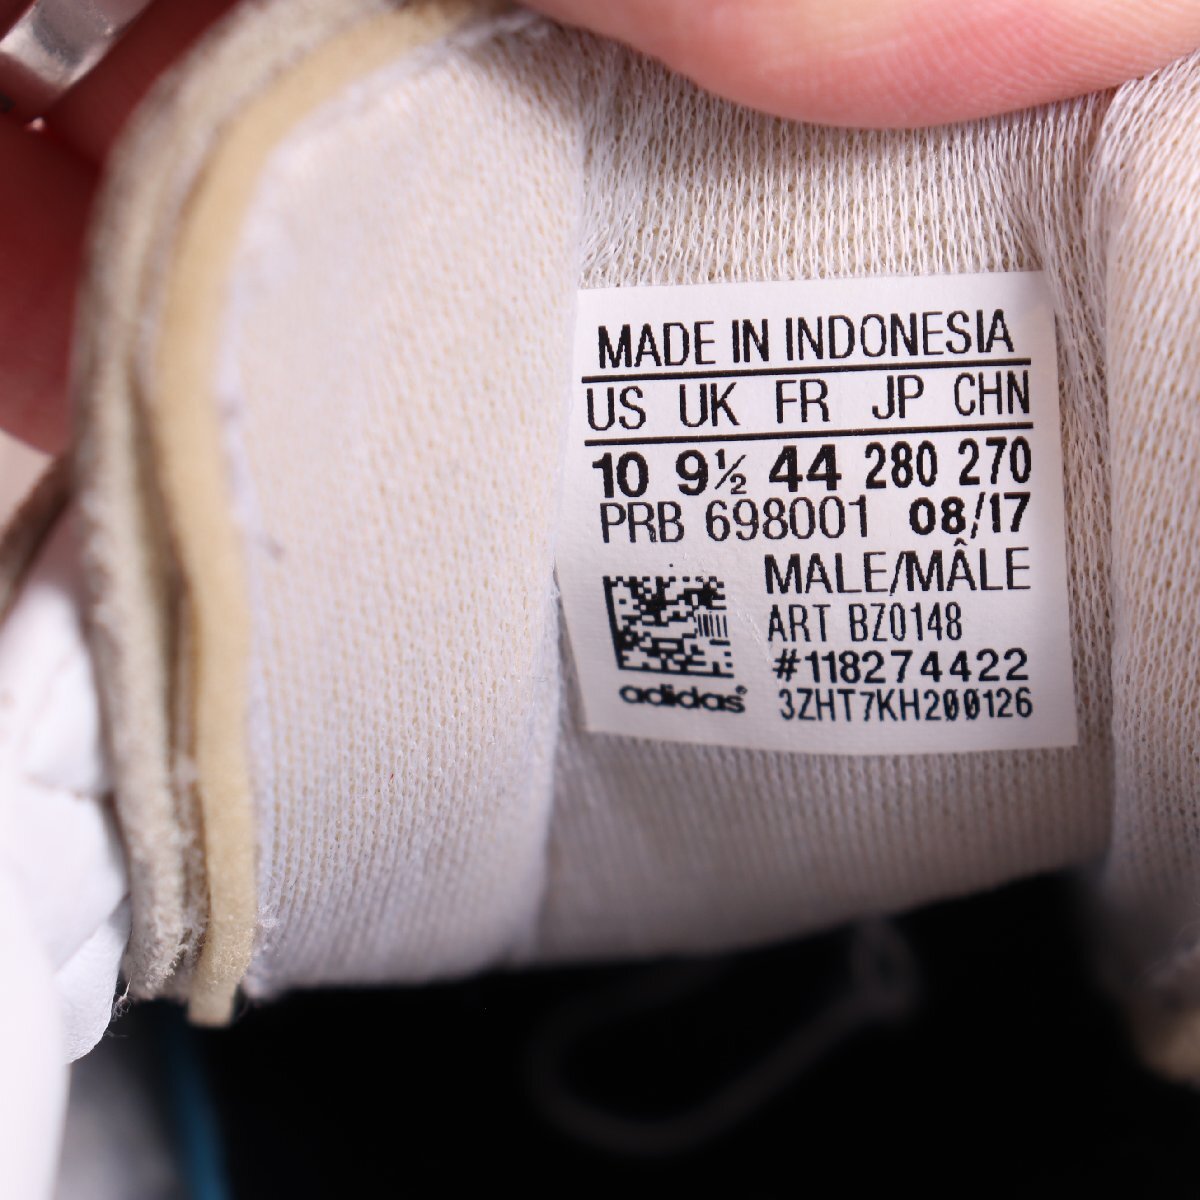 MADE IN INDONESIA
US UK FR JP CHN
10 9½ 44 280 270
PRB 698001 08/17
MALE/MÂLE
ART BZ0148
#118274422
adidas® 3ZHT7KH200126